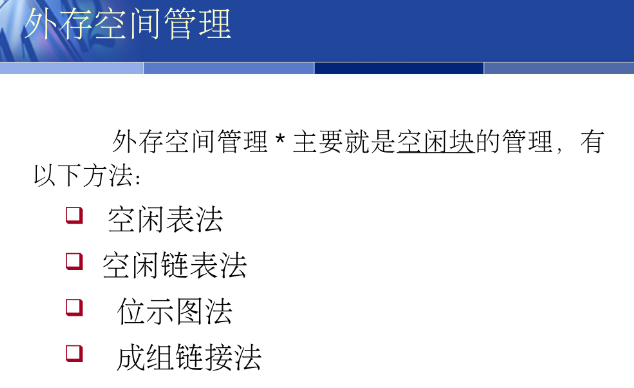 外存空间管理
外存空间管理 * 主要就是空闲块的管理，有
以下方法:
空闲表法
空闲链表法
位示图法
成组链接法